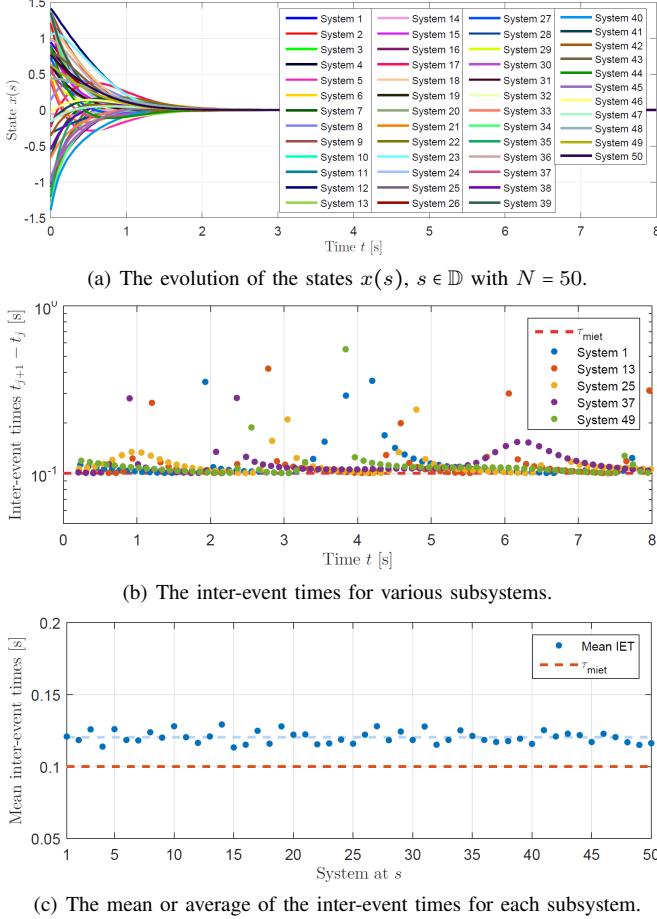 1.5
1
0.5
0
-0.5
-1
-1.5
State x(s)
System 1
System 2
System 3
System 4
System 5
System 6
System 7
System 8
System 9
System 10
System 11
System 12
System 13
System 14
System 15
System 16
System 17
System 18
System 19
System 20
System 21
System 22
System 23
System 24
System 25
System 26
System 27
System 28
System 29
System 30
System 31
System 32
System 33
System 34
System 35
System 36
System 37
System 38
System 39
System 40
System 41
System 42
System 43
System 44
System 45
System 46
System 47
System 48
System 49
System 50
0 1 2 3 4 5 6 7 8
Time t [s]
(a) The evolution of the states x(s), s ∈ 𝔻 with N = 50.
10⁰
10⁻¹
Inter-event times t_{j+1} − t_j [s]
τ_miet
System 1
System 13
System 25
System 37
System 49
0 1 2 3 4 5 6 7 8
Time t [s]
(b) The inter-event times for various subsystems.
0.2
0.15
0.1
0.05
Mean inter-event times [s]
Mean IET
τ_miet
1 5 10 15 20 25 30 35 40 45 50
System at s
(c) The mean or average of the inter-event times for each subsystem.